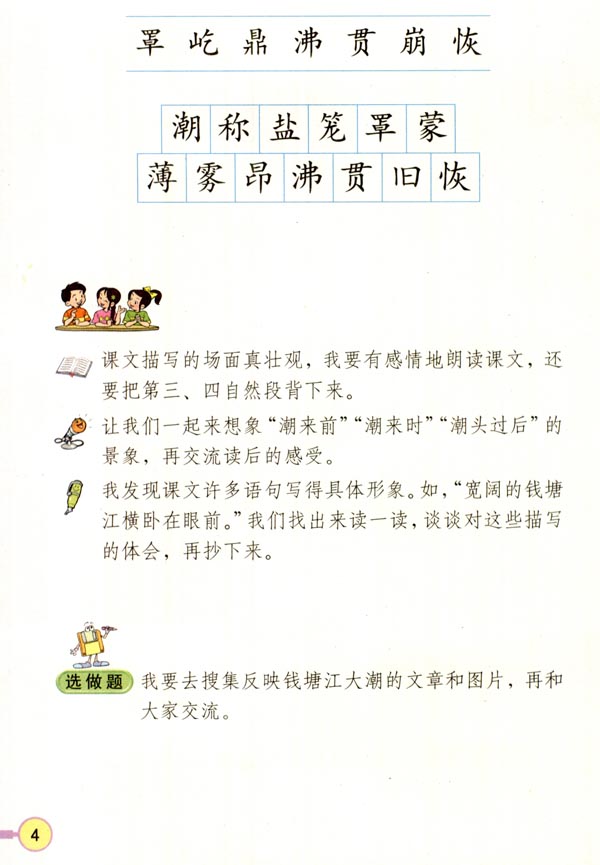 罩屹鼎沸贯崩恢
潮称盐笼罩蒙
薄雾昂沸贯旧恢
课文描写的场面真壮观，我要有感情地朗读课文，还
要把第三、四自然段背下来。
让我们一起来想象“潮来前”“潮来时”“潮头过后”的
景象，再交流读后的感受。
我发现课文许多语句写得具体形象。如，“宽阔的钱塘
江横卧在眼前。”我们找出来读一读，谈谈对这些描写
的体会，再抄下来。
选做题 我要去搜集反映钱塘江大潮的文章和图片，再和
大家交流。
4